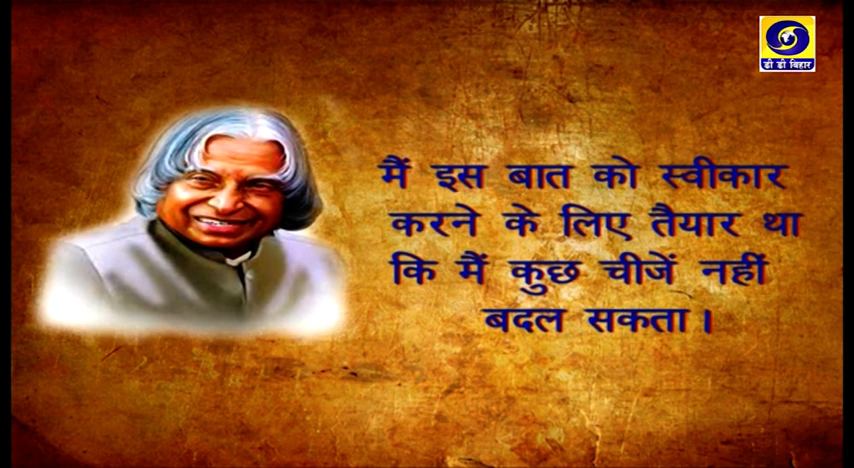 डी डी बिहार
मैं इस बात को स्वीकार
करने के लिए तैयार था
कि मैं कुछ चीजें नहीं
बदल सकता।